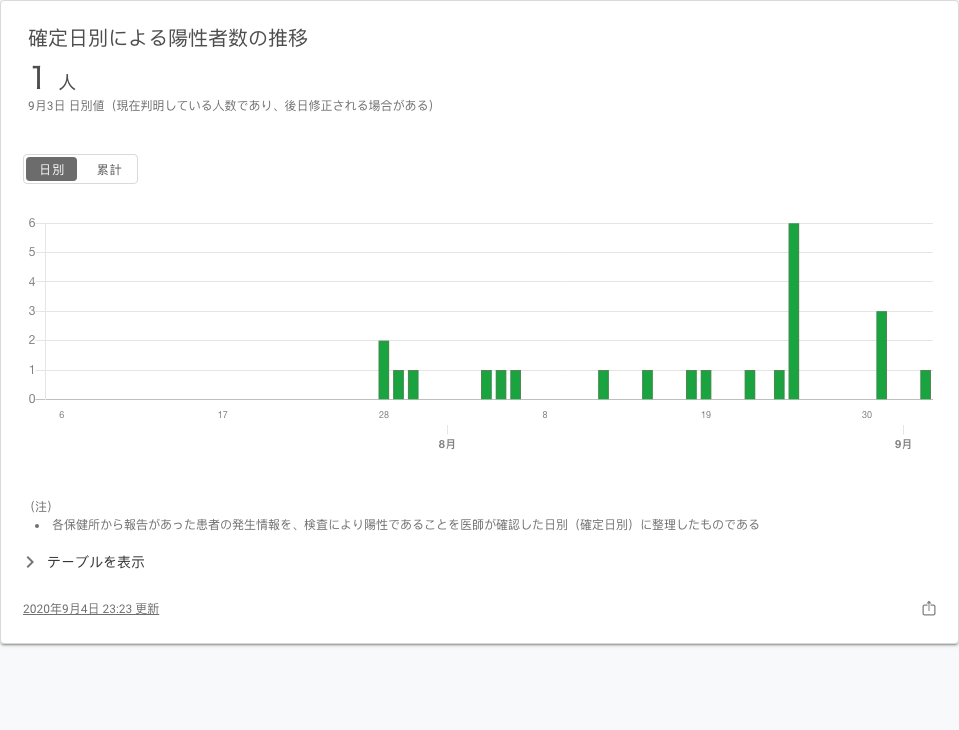 確定日別による陽性者数の推移
1 人
9月3日 日別値（現在判明している人数であり、後日修正される場合がある）
日別 累計
6
5
4
3
2
1
0
6 17 28 8 19 30
8月 9月
（注）
• 各保健所から報告があった患者の発生情報を、検査により陽性であることを医師が確認した日別（確定日別）に整理したものである
テーブルを表示
2020年9月4日 23:23 更新